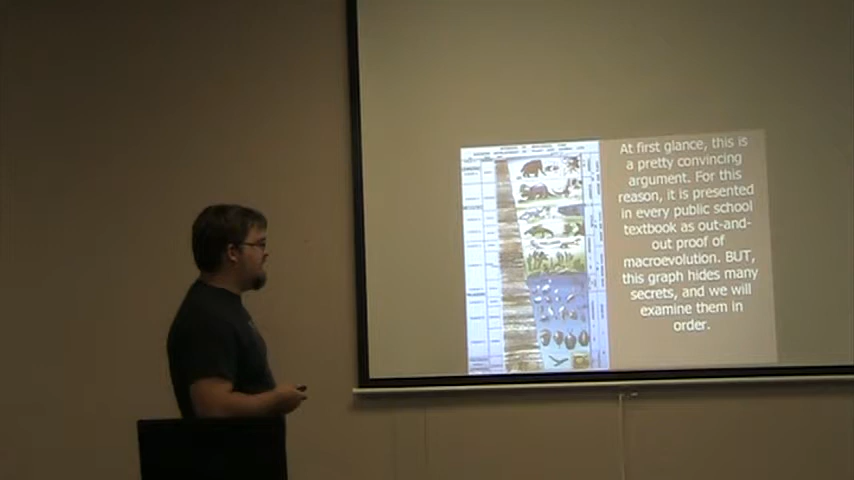 At first glance, this is
a pretty convincing
argument. For this
reason, it is presented
in every public school
textbook as out-and-
out proof of
macroevolution. BUT,
this graph hides many
secrets, and we will
examine them in
order.